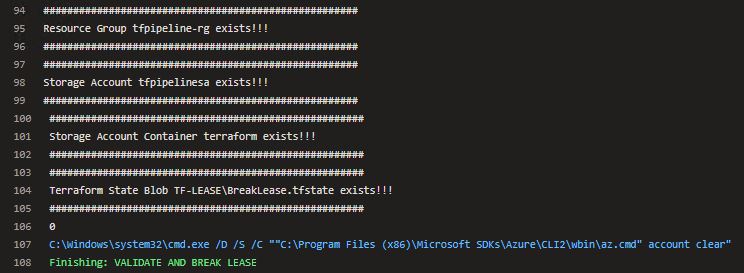 94 ####################################################
95 Resource Group tfpipeline-rg exists!!!
96 ####################################################
97 ####################################################
98 Storage Account tfpipelinesa exists!!!
99 ####################################################
100 ####################################################
101 Storage Account Container terraform exists!!!
102 ####################################################
103 ####################################################
104 Terraform State Blob TF-LEASE\BreakLease.tfstate exists!!!
105 ####################################################
106 0
107 C:\Windows\system32\cmd.exe /D /S /C ""C:\Program Files (x86)\Microsoft SDKs\Azure\CLI2\wbin\az.cmd" account clear"
108 Finishing: VALIDATE AND BREAK LEASE